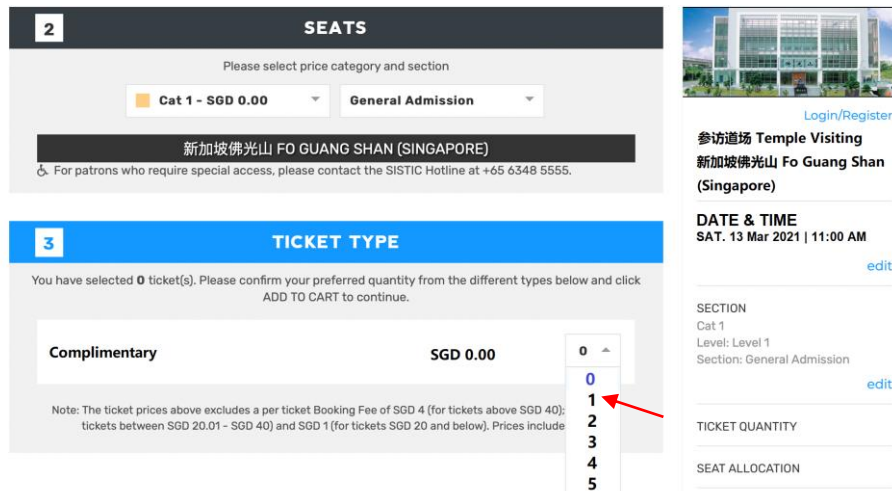 2 SEATS
Please select price category and section
Cat 1 - SGD 0.00
General Admission
新加坡佛光山 FO GUANG SHAN (SINGAPORE)
For patrons who require special access, please contact the SISTIC Hotline at +65 6348 5555.
3 TICKET TYPE
You have selected 0 ticket(s). Please confirm your preferred quantity from the different types below and click
ADD TO CART to continue.
Complimentary SGD 0.00 0
0
1
2
3
4
5
Note: The ticket prices above excludes a per ticket Booking Fee of SGD 4 (for tickets above SGD 40);
tickets between SGD 20.01 - SGD 40) and SGD 1 (for tickets SGD 20 and below). Prices include
Login/Register
参访道场 Temple Visiting
新加坡佛光山 Fo Guang Shan
(Singapore)
DATE & TIME
SAT. 13 Mar 2021 | 11:00 AM
edit
SECTION
Cat 1
Level: Level 1
Section: General Admission
edit
TICKET QUANTITY
SEAT ALLOCATION